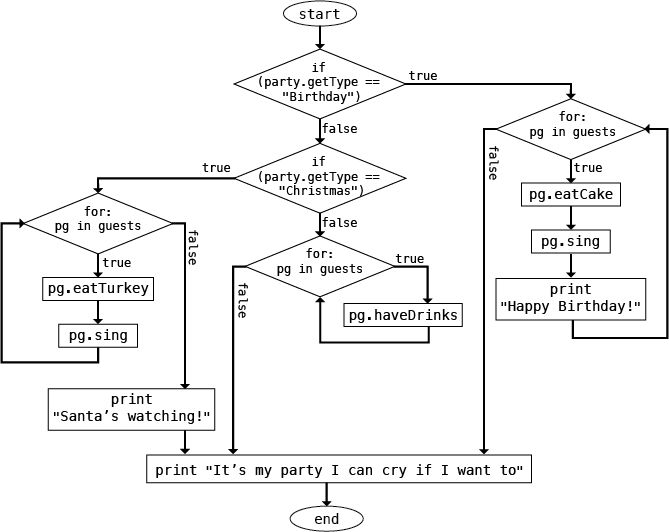 start
if
(party.getType ==
"Birthday")
true
false
for:
pg in guests
true
false
pg.eatCake
pg.sing
print
"Happy Birthday!"
if
(party.getType ==
"Christmas")
true
false
for:
pg in guests
true
false
pg.eatTurkey
pg.sing
print
"Santa’s watching!"
for:
pg in guests
true
false
pg.haveDrinks
print "It’s my party I can cry if I want to"
end